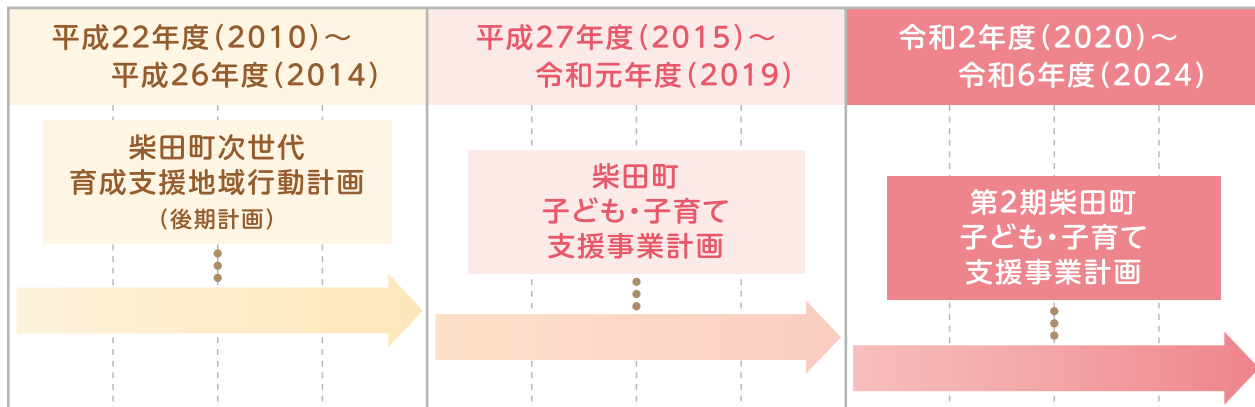 平成22年度(2010)～
平成26年度(2014)
平成27年度(2015)～
令和元年度(2019)
令和2年度(2020)～
令和6年度(2024)
柴田町次世代
育成支援地域行動計画
(後期計画)
柴田町
子ども・子育て
支援事業計画
第2期柴田町
子ども・子育て
支援事業計画